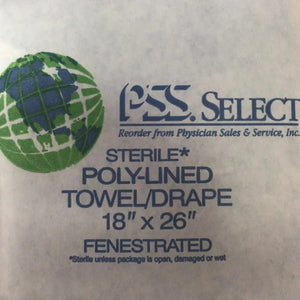 PSS. SELECT
Reorder from Physician Sales & Service, Inc.
STERILE*
POLY-LINED
TOWEL/DRAPE
18" x 26"
FENESTRATED
*Sterile unless package is open, damaged or wet